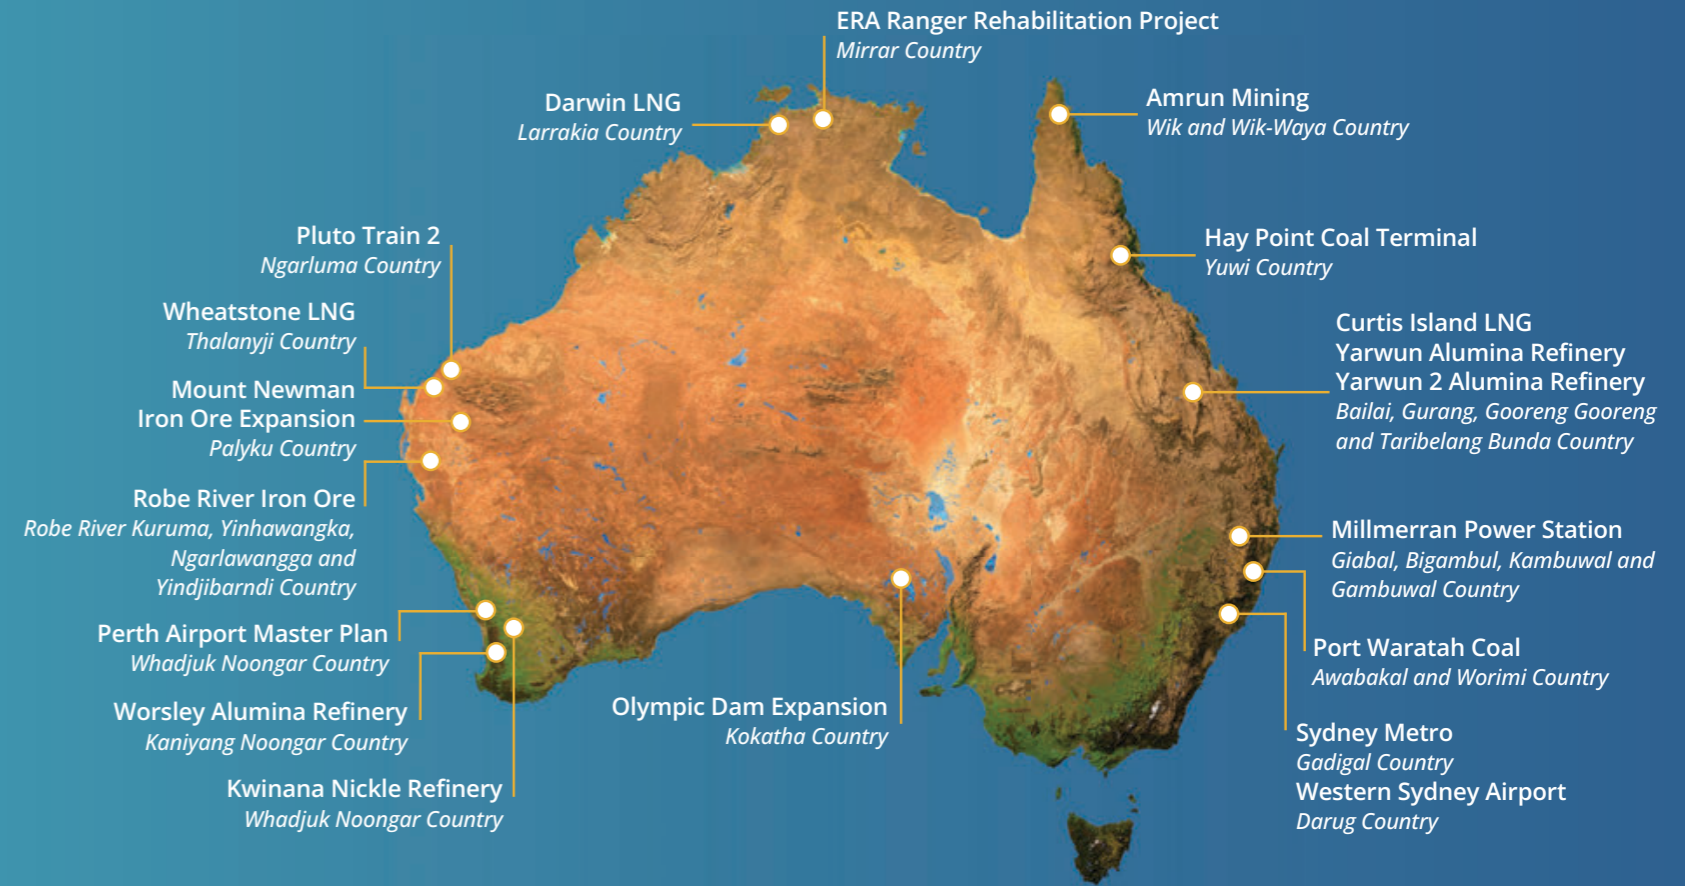 ERA Ranger Rehabilitation Project
Mirrar Country
Darwin LNG
Larrakia Country
Amrun Mining
Wik and Wik-Waya Country
Pluto Train 2
Ngarluma Country
Hay Point Coal Terminal
Yuwi Country
Wheatstone LNG
Thalanyji Country
Curtis Island LNG
Yarwun Alumina Refinery
Yarwun 2 Alumina Refinery
Bailai, Gurang, Gooreng Gooreng
and Taribelang Bunda Country
Mount Newman
Iron Ore Expansion
Palyku Country
Robe River Iron Ore
Robe River Kuruma, Yinhawangka,
Ngarlawangga and
Yindjibarndi Country
Millmerran Power Station
Giabal, Bigambul, Kambuwal and
Gambuwal Country
Perth Airport Master Plan
Whadjuk Noongar Country
Port Waratah Coal
Awabakal and Worimi Country
Worsley Alumina Refinery
Kaniyang Noongar Country
Olympic Dam Expansion
Kokatha Country
Sydney Metro
Gadigal Country
Western Sydney Airport
Darug Country
Kwinana Nickle Refinery
Whadjuk Noongar Country